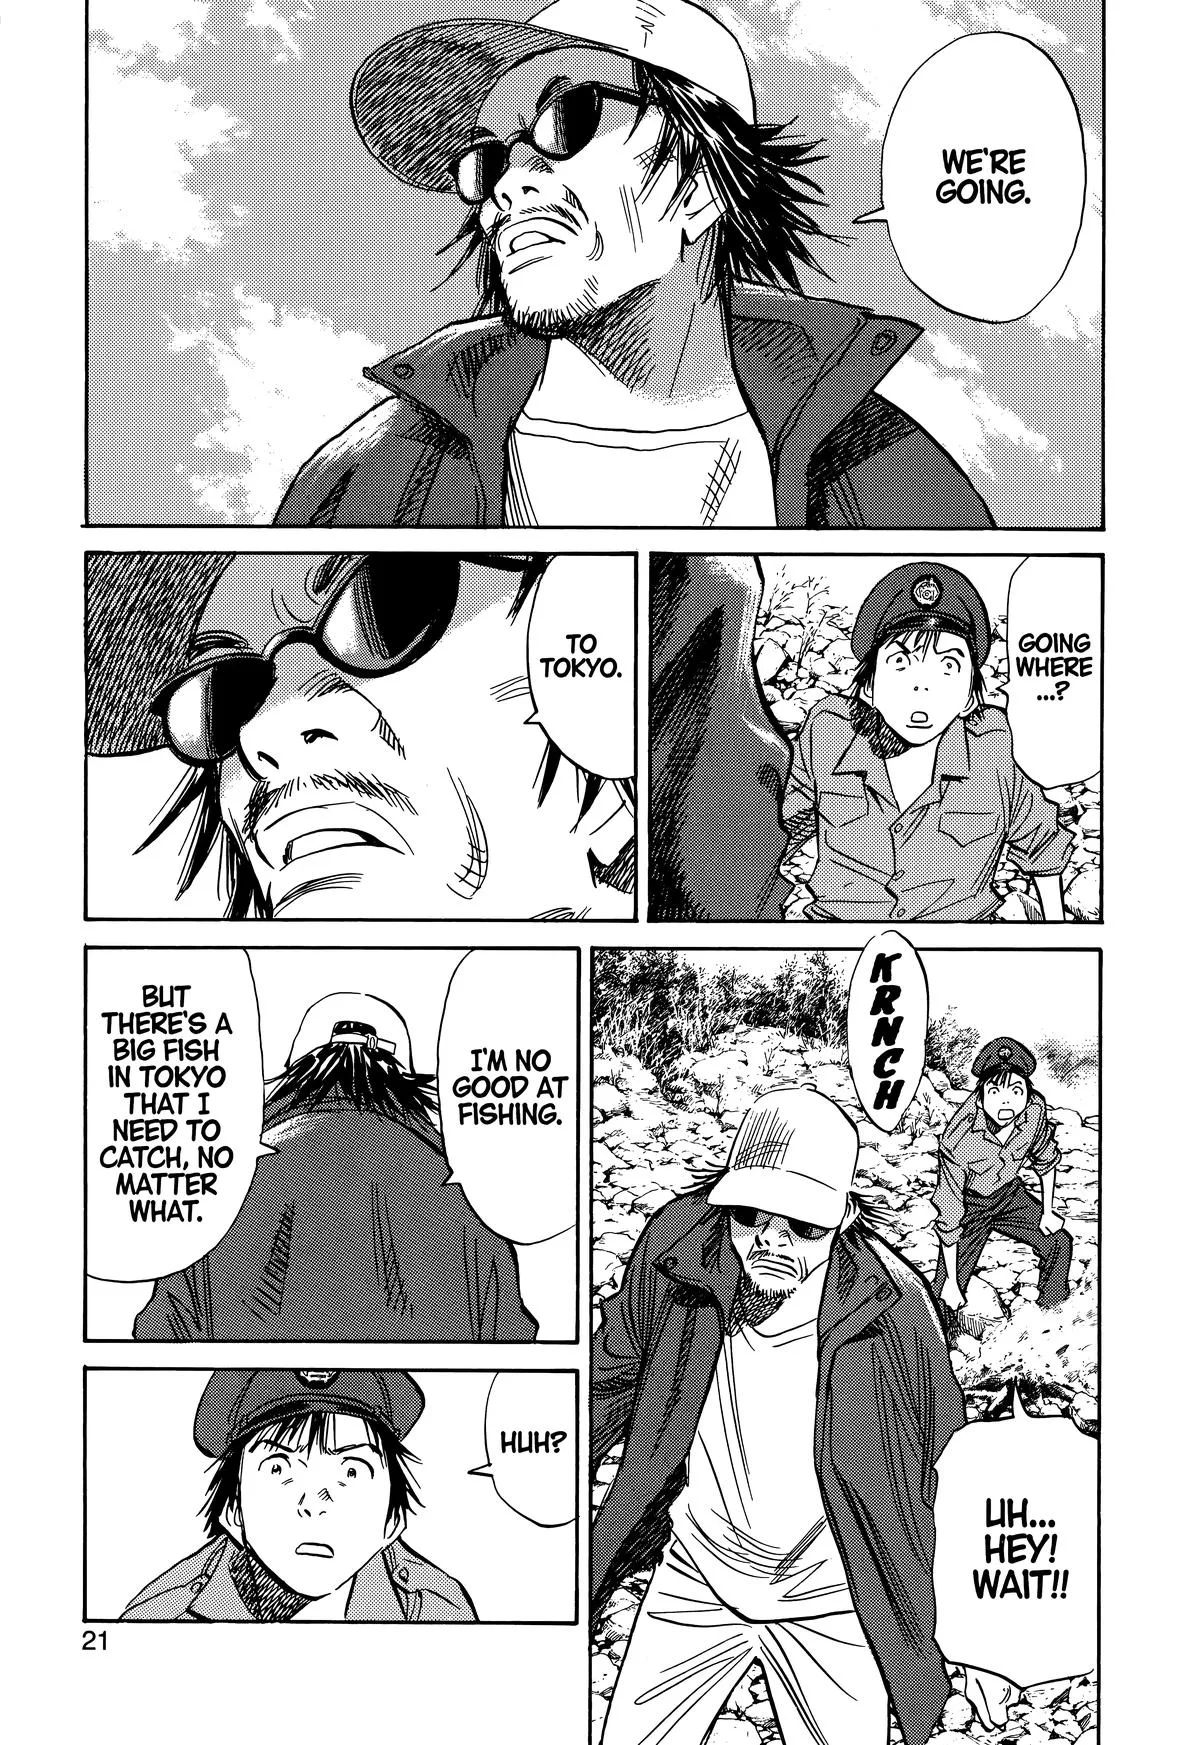 WE'RE
GOING.
GOING
WHERE
...?
TO
TOKYO.
KRNCH
UH...
HEY!
WAIT!!
I'M NO
GOOD AT
FISHING.
BUT
THERE'S A
BIG FISH
IN TOKYO
THAT I
NEED TO
CATCH, NO
MATTER
WHAT.
HUH?
21